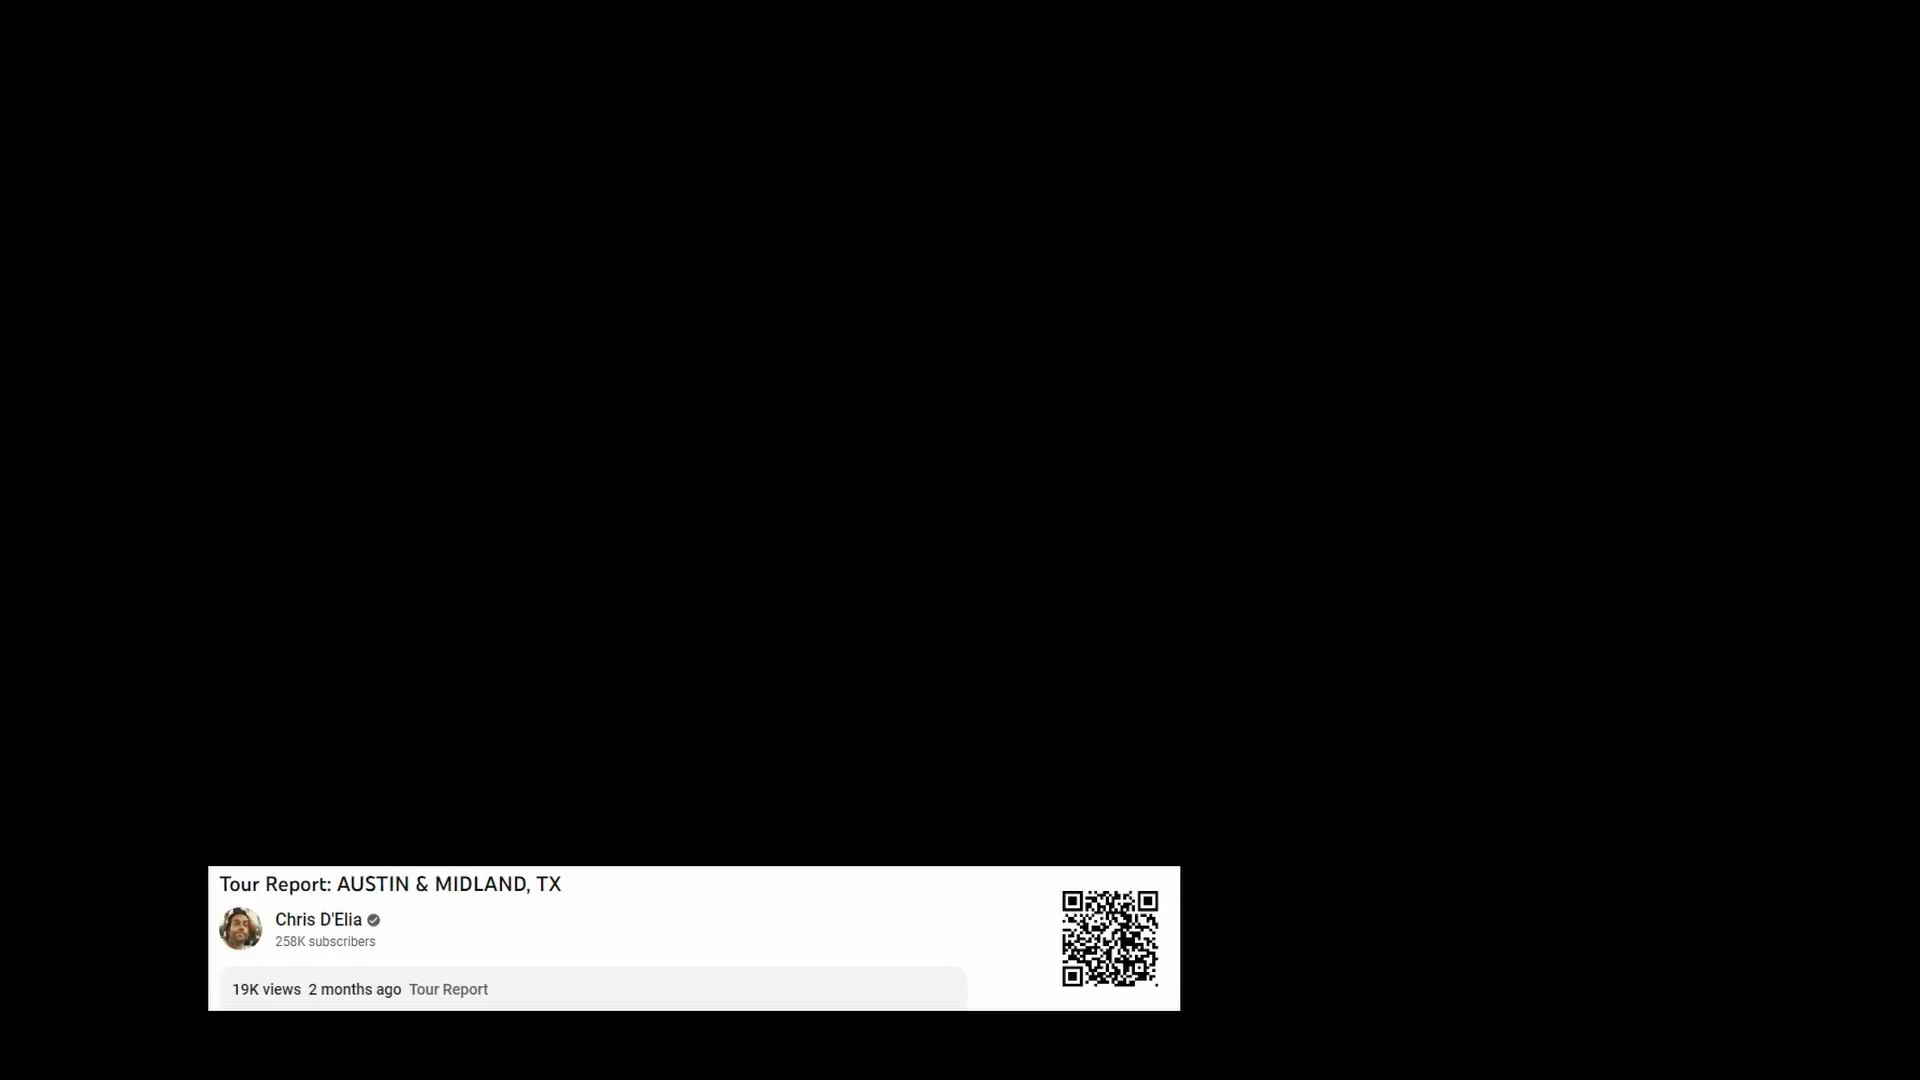 Tour Report: AUSTIN & MIDLAND, TX
Chris D'Elia
258K subscribers
19K views 2 months ago Tour Report